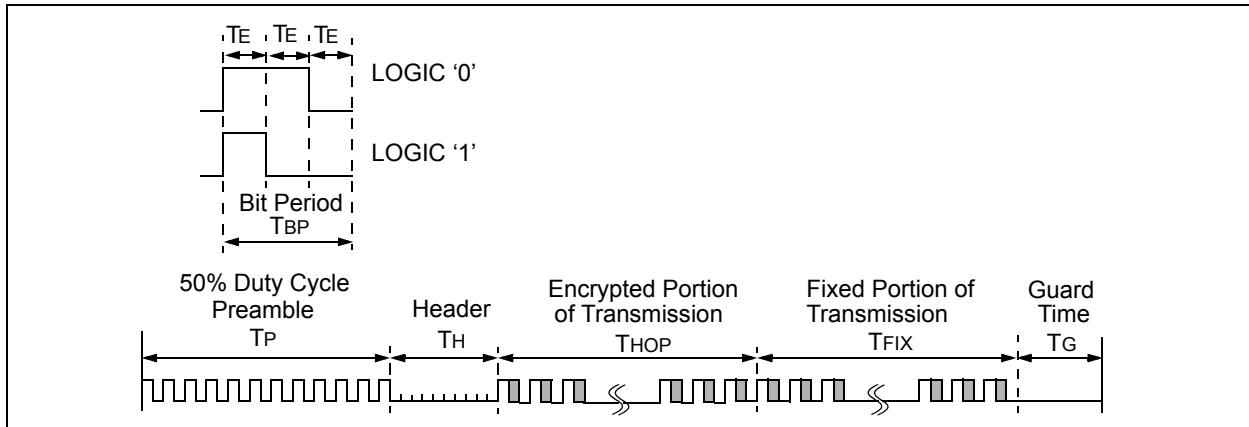 TE TE TE
LOGIC ‘0’
LOGIC ‘1’
Bit Period
TBP
50% Duty Cycle
Preamble
TP
Header
TH
Encrypted Portion
of Transmission
THOP
Fixed Portion of
Transmission
TFIX
Guard
Time
TG